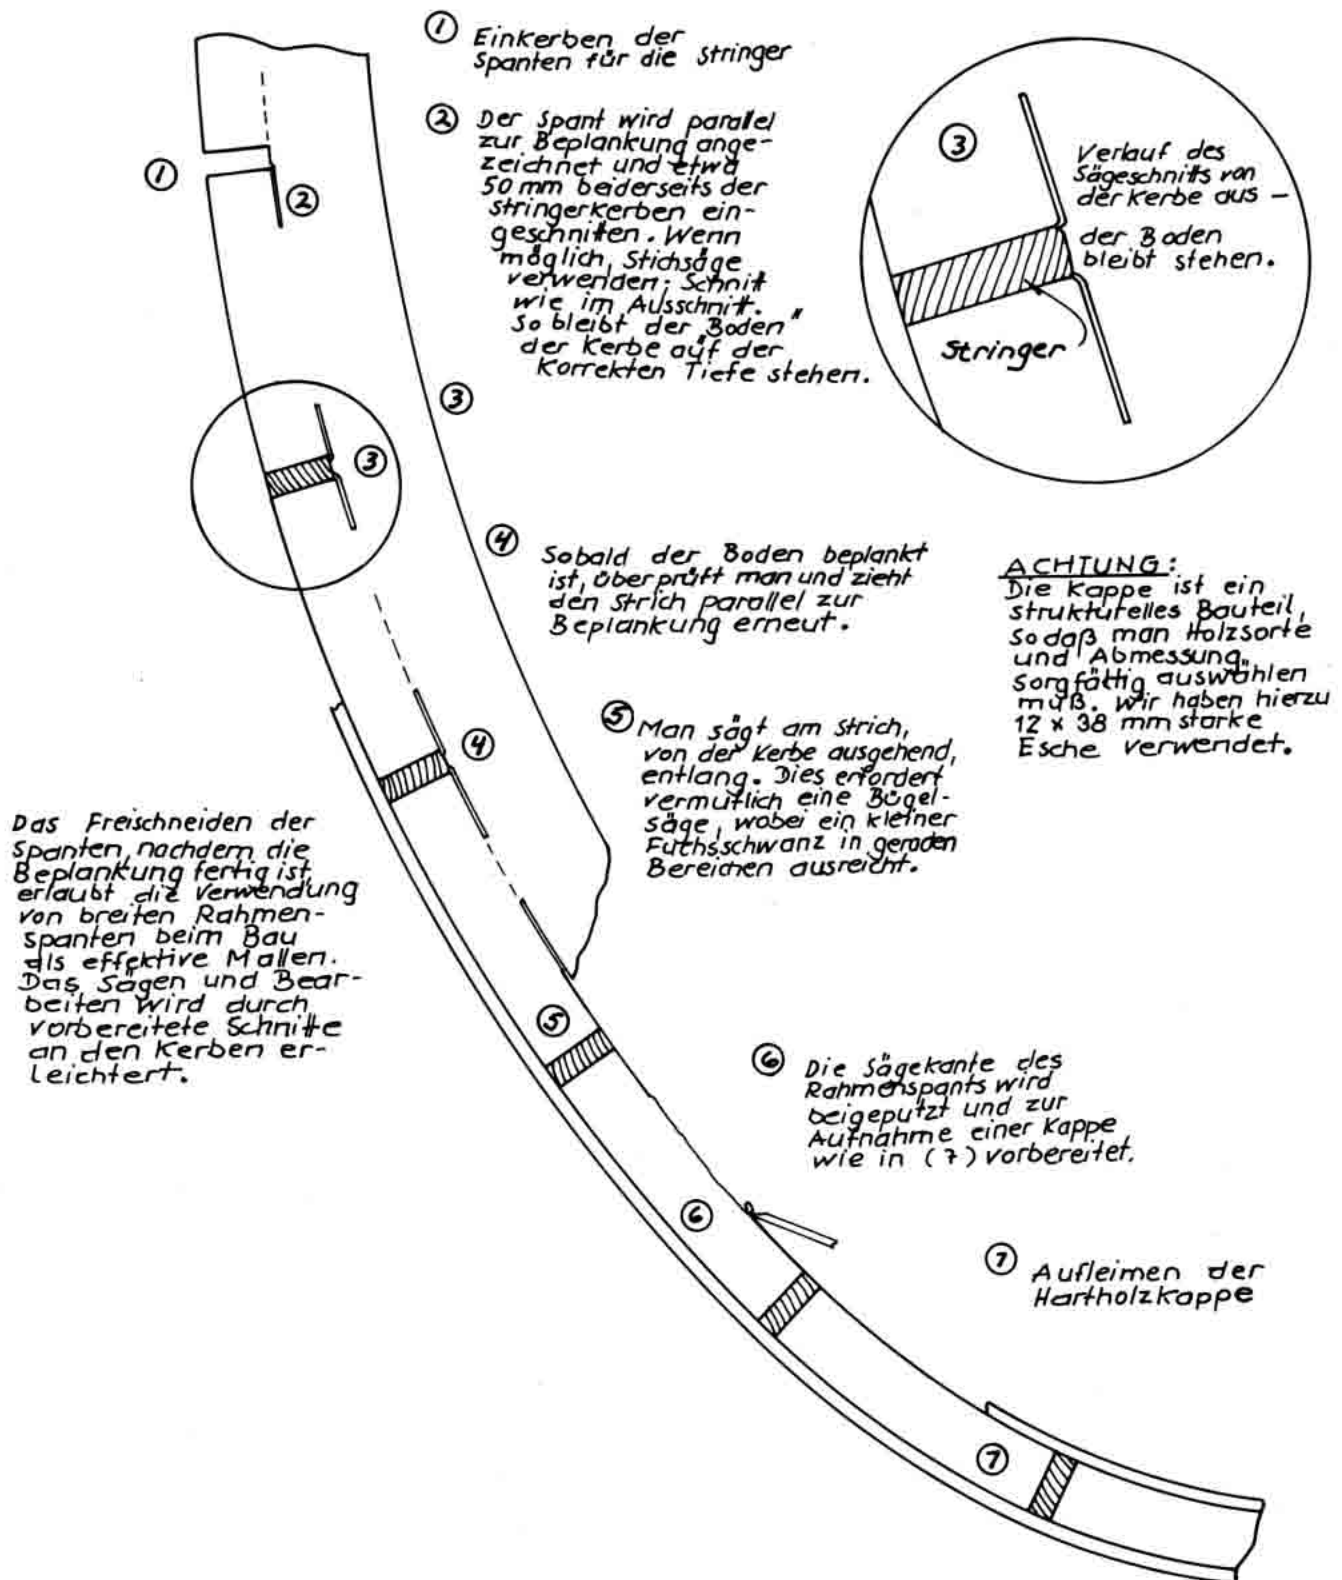 ① Einkerben der
Spanten für die Stringer
② Der Spant wird parallel
zur Beplankung ange-
zeichnet und etwa
50 mm beiderseits der
Stringerkerben ein-
geschnitten. Wenn
möglich, Stichsäge
verwenden; Schnitt
wie im Ausschnitt.
So bleibt der "Boden"
der Kerbe auf der
korrekten Tiefe stehen.
③
Verlauf des
Sägeschnitts von
der Kerbe aus –
der Boden
bleibt stehen.
Stringer
①
②
③
③
④ Sobald der Boden beplankt
ist, überprüft man und zieht
den Strich parallel zur
Beplankung erneut.
ACHTUNG:
Die Kappe ist ein
strukturelles Bauteil,
sodaß man Holzsorte
und Abmessung
sorgfältig auswählen
muß. Wir haben hierzu
12 x 38 mm starke
Esche verwendet.
⑤ Man sägt am Strich,
von der Kerbe ausgehend,
entlang. Dies erfordert
vermutlich eine Bügel-
säge, wobei ein kleiner
Fuchsschwanz in geraden
Bereichen ausreicht.
④
Das Freischneiden der
Spanten, nachdem die
Beplankung fertig ist,
erlaubt die Verwendung
von breiten Rahmen-
spanten beim Bau
als effektive Mallen.
Das Sägen und Bear-
beiten wird durch
vorbereitete Schnitte
an den Kerben er-
leichtert.
⑤
⑥ Die Sägekante des
Rahmenspants wird
beigeputzt und zur
Aufnahme einer Kappe
wie in (7) vorbereitet.
⑥
⑦ Aufleimen der
Hartholzkappe
⑦